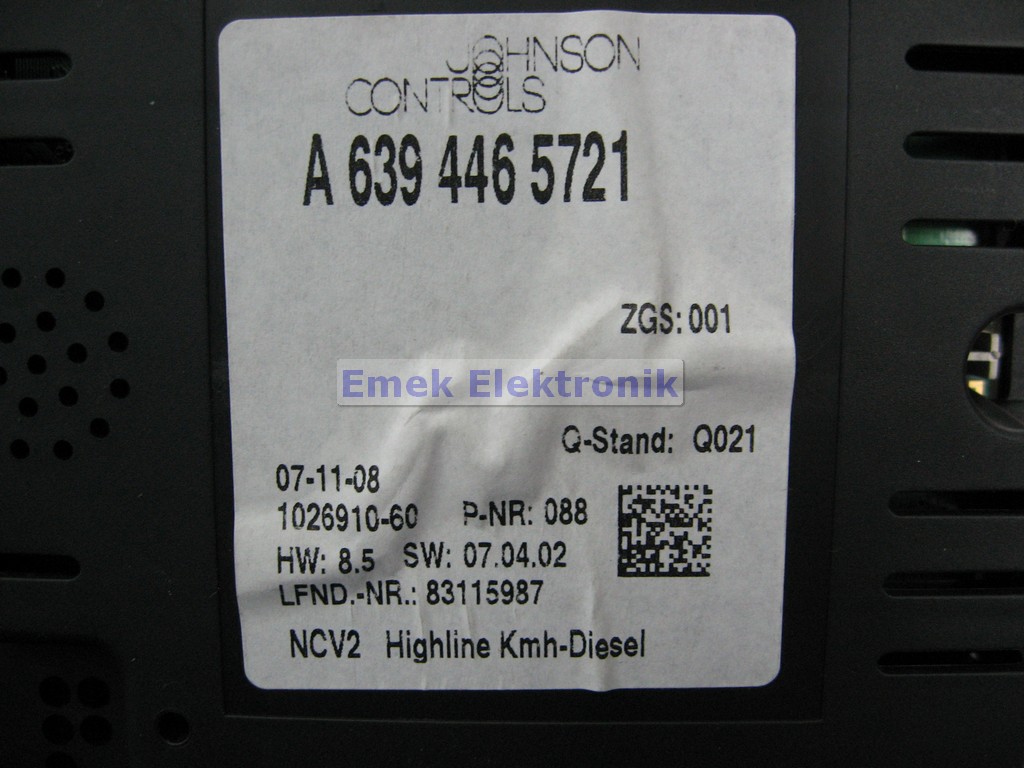 JOHNSON
CONTROLS
A 639 446 5721
ZGS: 001
Emek Elektronik
Q-Stand: Q021
07-11-08
1026910-60 P-NR: 088
HW: 8.5 SW: 07.04.02
LFND.-NR.: 83115987
NCV2 Highline Kmh-Diesel